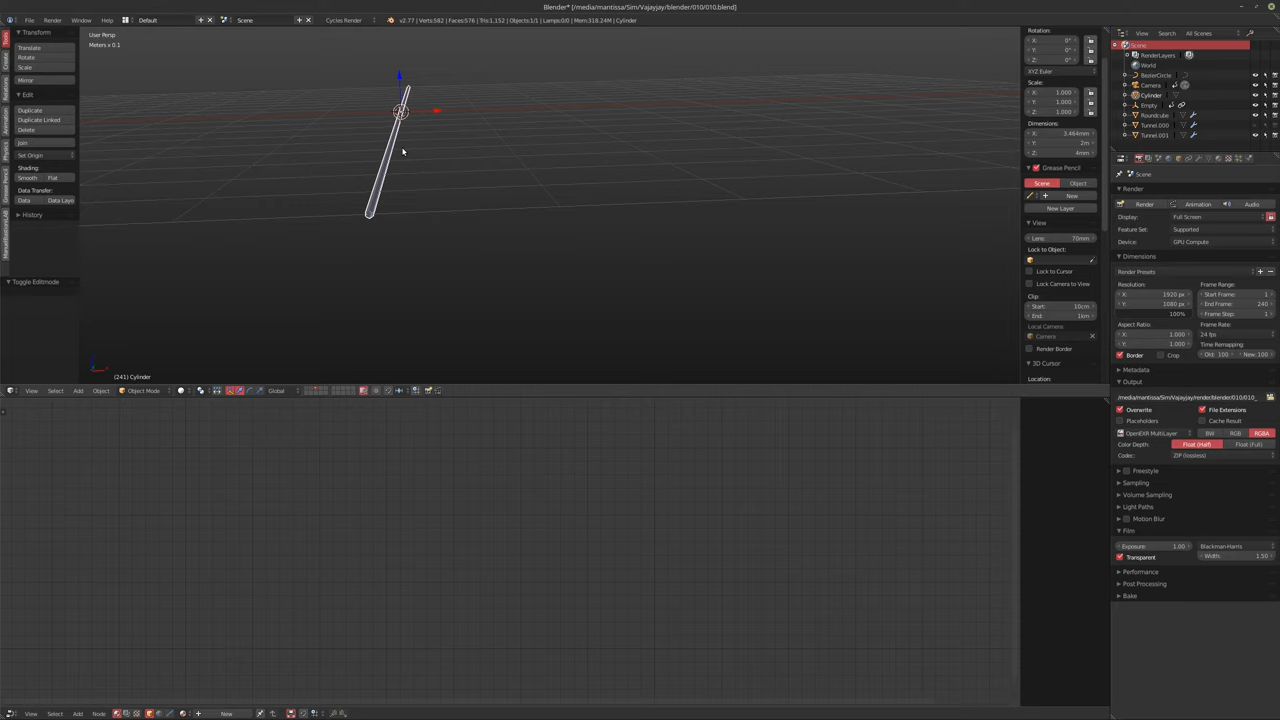 Blender* [/media/mantissa/Sim/Vajayjay/blender/010/010.blend]
File Render Window Help Default Scene Cycles Render v2.77 | Verts:582 | Faces:576 | Tris:1,152 | Objects:1/1 | Lamps:0/0 | Mem:318.24M | Cylinder
Tools
Create
Relations
Animation
Physics
Grease Pencil
Transform
Translate
Rotate
Scale
Mirror
Edit
Duplicate
Duplicate Linked
Delete
Join
Set Origin
Shading:
Smooth Flat
Data Transfer:
Data Data Layo
History
Toggle Editmode
User Persp
Meters x 0.1
(241) Cylinder
View Select Add Object Object Mode Global
Rotation:
X: 0°
Y: 0°
Z: 0°
XYZ Euler
Scale:
X: 1.000
Y: 1.000
Z: 1.000
Dimensions:
X: 3.464mm
Y: 2m
Z: 4mm
Grease Pencil
Scene Object
New
New Layer
View
Lens: 70mm
Lock to Object:
Lock to Cursor
Lock Camera to View
Clip:
Start: 10cm
End: 1km
Local Camera:
Camera
Render Border
3D Cursor
Location:
View Search All Scenes
Scene
RenderLayers
World
BezierCircle
Camera
Cylinder
Empty
Roundcube
Tunnel.000
Tunnel.001
Scene
Render
Render Animation Audio
Display: Full Screen
Feature Set: Supported
Device: GPU Compute
Dimensions
Render Presets
Resolution: Frame Range:
X: 1920 px Start Frame: 1
Y: 1080 px End Frame: 240
100% Frame Step: 1
Aspect Ratio: Frame Rate:
X: 1.000 24 fps
Y: 1.000 Time Remapping:
Border Crop Old: 100 New: 100
Metadata
Output
/media/mantissa/Sim/Vajayjay/render/blender/010/010_
Overwrite File Extensions
Placeholders Cache Result
OpenEXR MultiLayer BW RGB RGBA
Color Depth: Float (Half) Float (Full)
Codec: ZIP (lossless)
Freestyle
Sampling
Volume Sampling
Light Paths
Motion Blur
Film
Exposure: 1.00 Blackman-Harris
Transparent Width: 1.50
Performance
Post Processing
Bake
View Select Add Node New